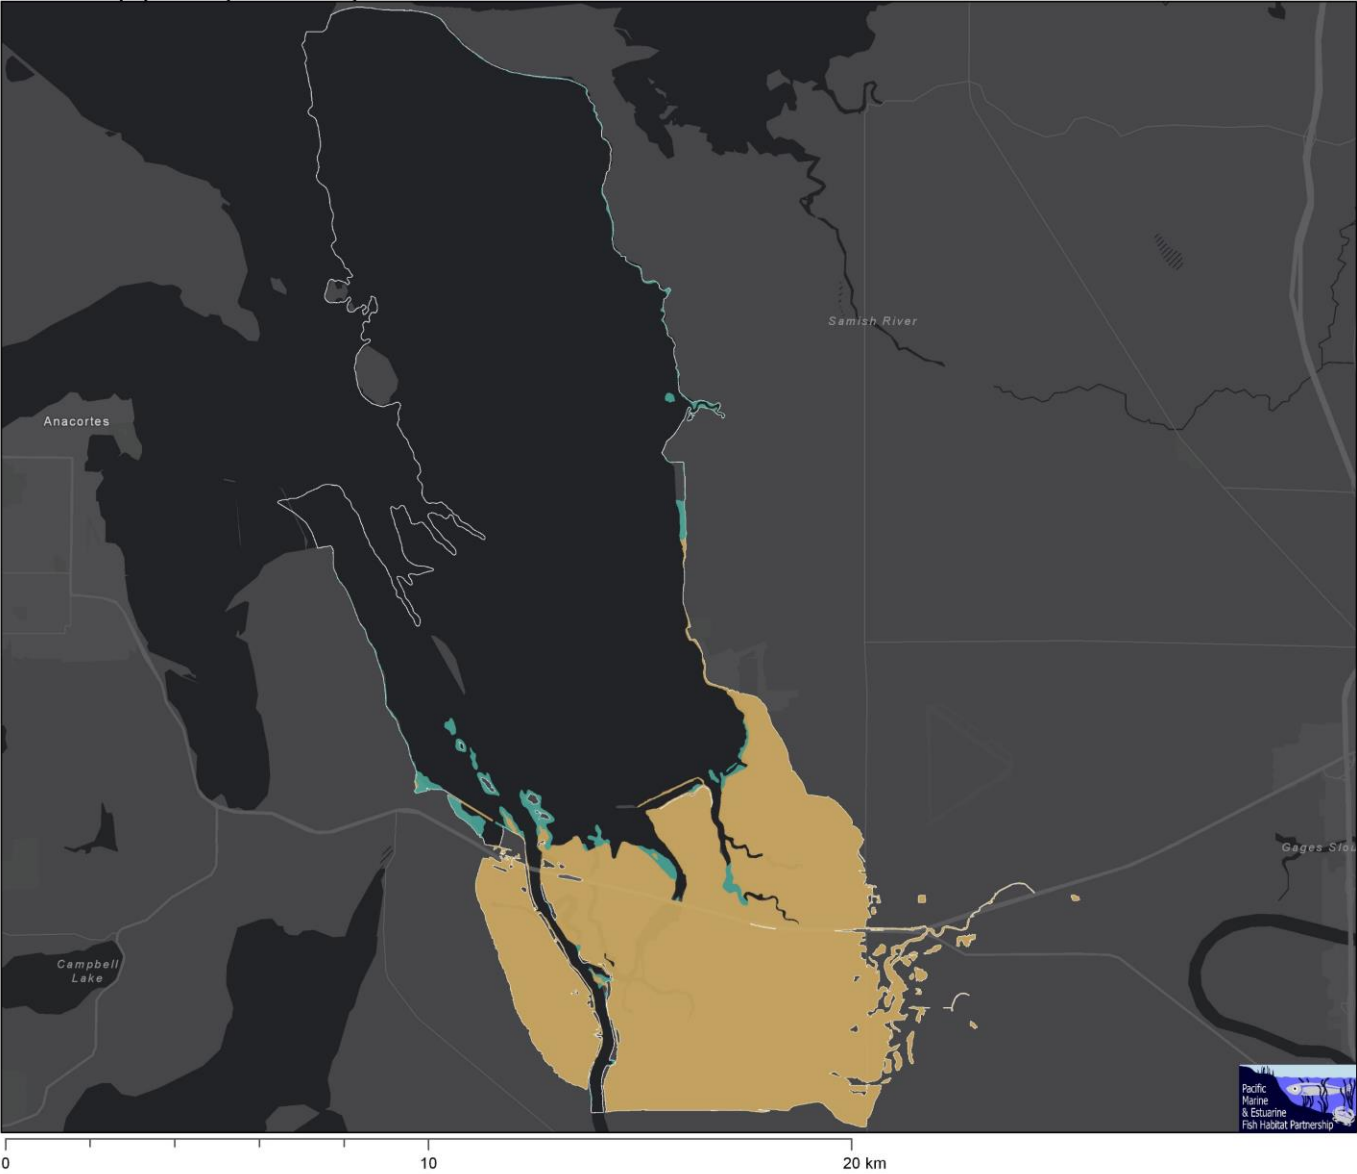 Samish River
Anacortes
Gages Slou
Campbell
Lake
Pacific
Marine
& Estuarine
Fish Habitat Partnership
0
10
20 km